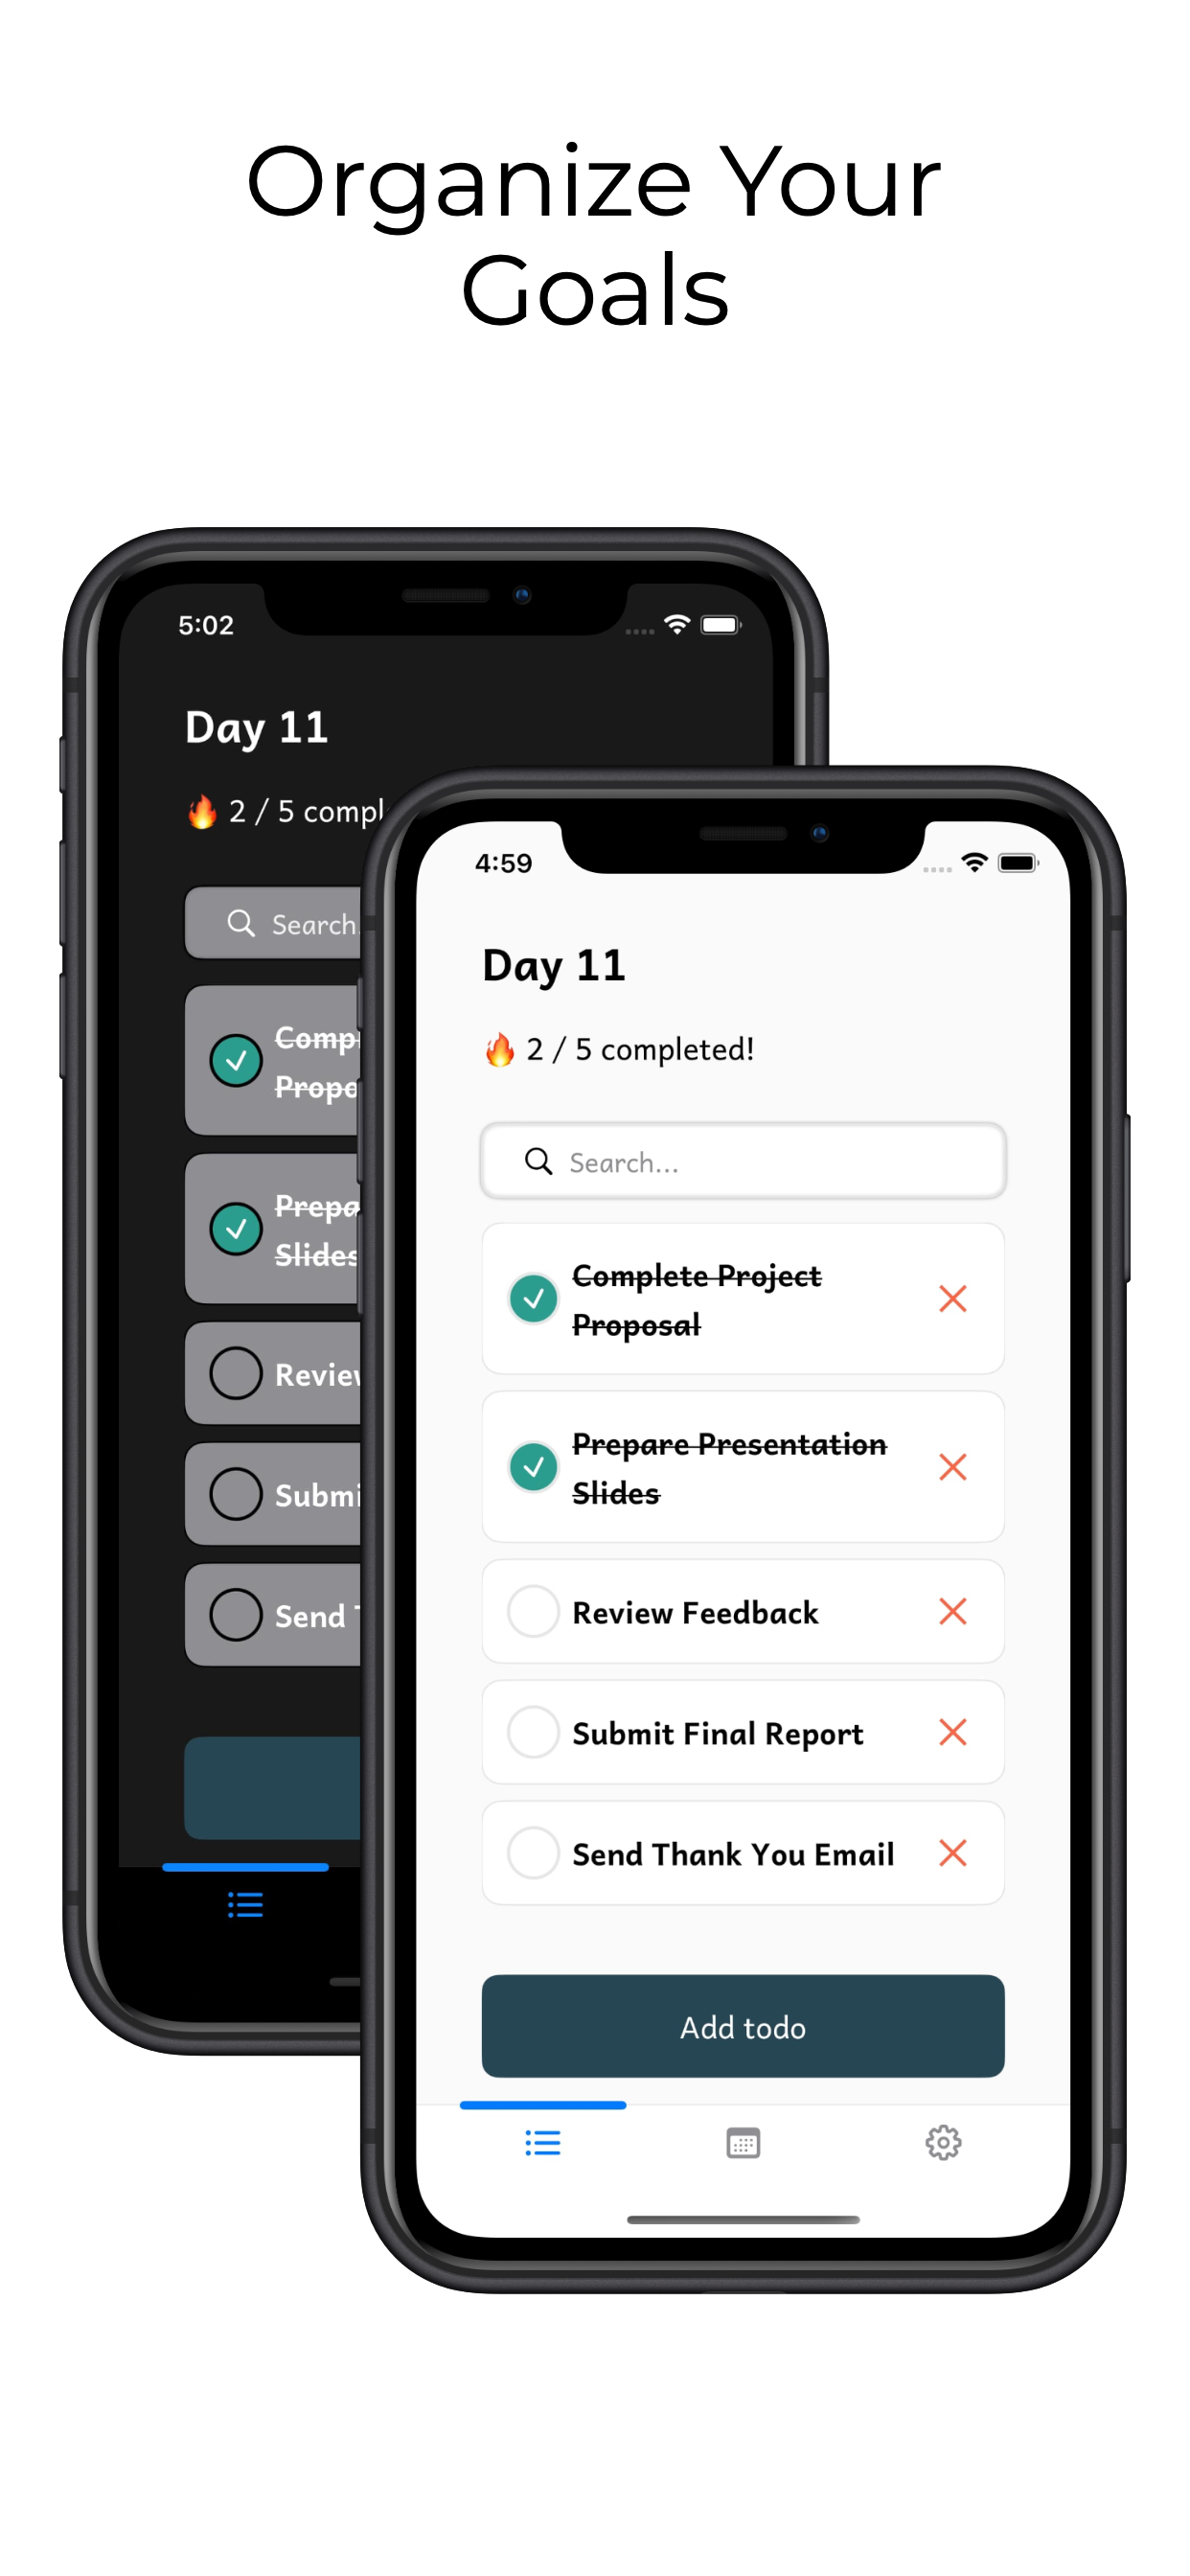 Organize Your
Goals
5:02
Day 11
🔥 2 / 5 compl
Search
Compl
Propo
Prepa
Slides
Review
Submi
Send
4:59
Day 11
🔥 2 / 5 completed!
Search...
Complete Project
Proposal
Prepare Presentation
Slides
Review Feedback
Submit Final Report
Send Thank You Email
Add todo